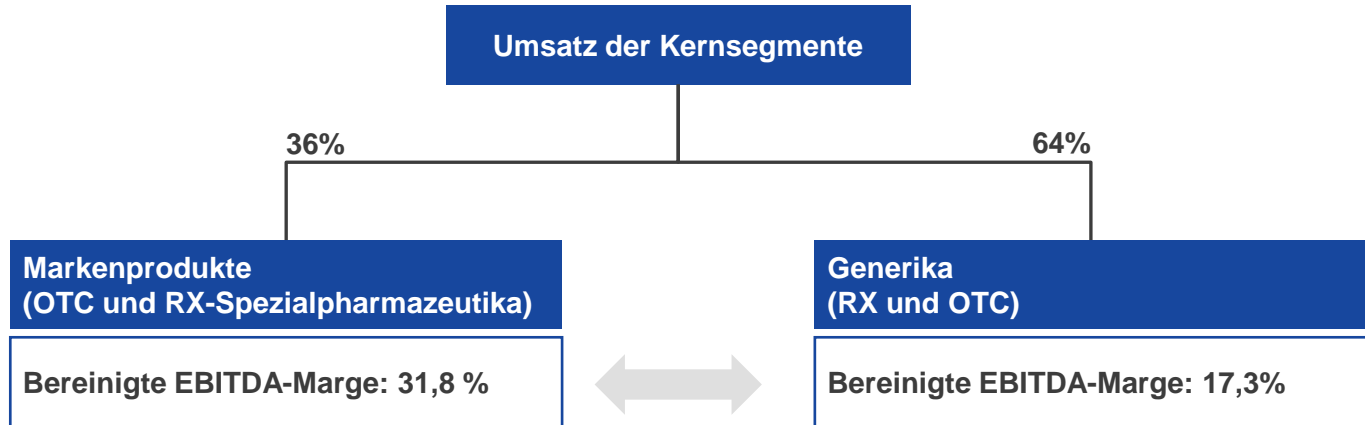 Umsatz der Kernsegmente
36%
64%
Markenprodukte
(OTC und RX-Spezialpharmazeutika)
Bereinigte EBITDA-Marge: 31,8 %
Generika
(RX und OTC)
Bereinigte EBITDA-Marge: 17,3%